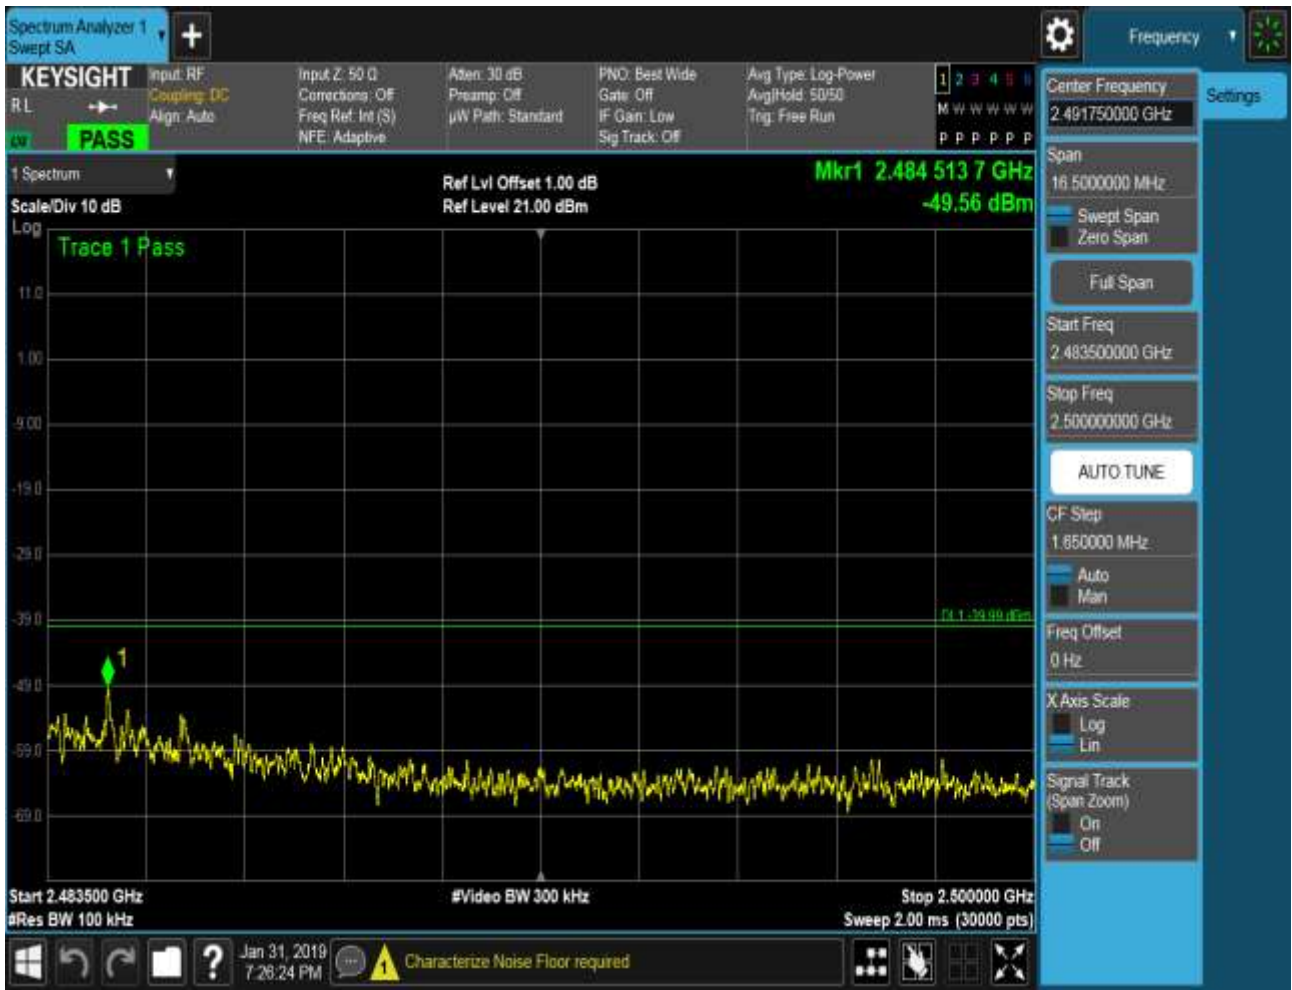 Spectrum Analyzer 1
Swept SA
+
Frequency
KEYSIGHT
R L
PASS
Input: RF
Coupling: DC
Align: Auto
Input Z: 50 Ω
Corrections: Off
Freq Ref: Int (S)
NFE: Adaptive
Atten: 30 dB
Preamp: Off
µW Path: Standard
PNO: Best Wide
Gate: Off
IF Gain: Low
Sig Track: Off
Avg Type: Log-Power
Avg|Hold: 50/50
Trig: Free Run
1 2 3 4 5 6
M W W W W W
P P P P P P
1 Spectrum
Scale/Div 10 dB
Log
Ref Lvl Offset 1.00 dB
Ref Level 21.00 dBm
Mkr1 2.484 513 7 GHz
-49.56 dBm
Trace 1 Pass
11.0
1.00
-9.00
-19.0
-29.0
-39.0
-49.0
-59.0
-69.0
DL1 -39.99 dBm
1
Start 2.483500 GHz
#Res BW 100 kHz
#Video BW 300 kHz
Stop 2.500000 GHz
Sweep 2.00 ms (30000 pts)
Center Frequency
2.491750000 GHz
Settings
Span
16.5000000 MHz
Swept Span
Zero Span
Full Span
Start Freq
2.483500000 GHz
Stop Freq
2.500000000 GHz
AUTO TUNE
CF Step
1.650000 MHz
Auto
Man
Freq Offset
0 Hz
X Axis Scale
Log
Lin
Signal Track
(Span Zoom)
On
Off
?
Jan 31, 2019
7:26:24 PM
1
Characterize Noise Floor required